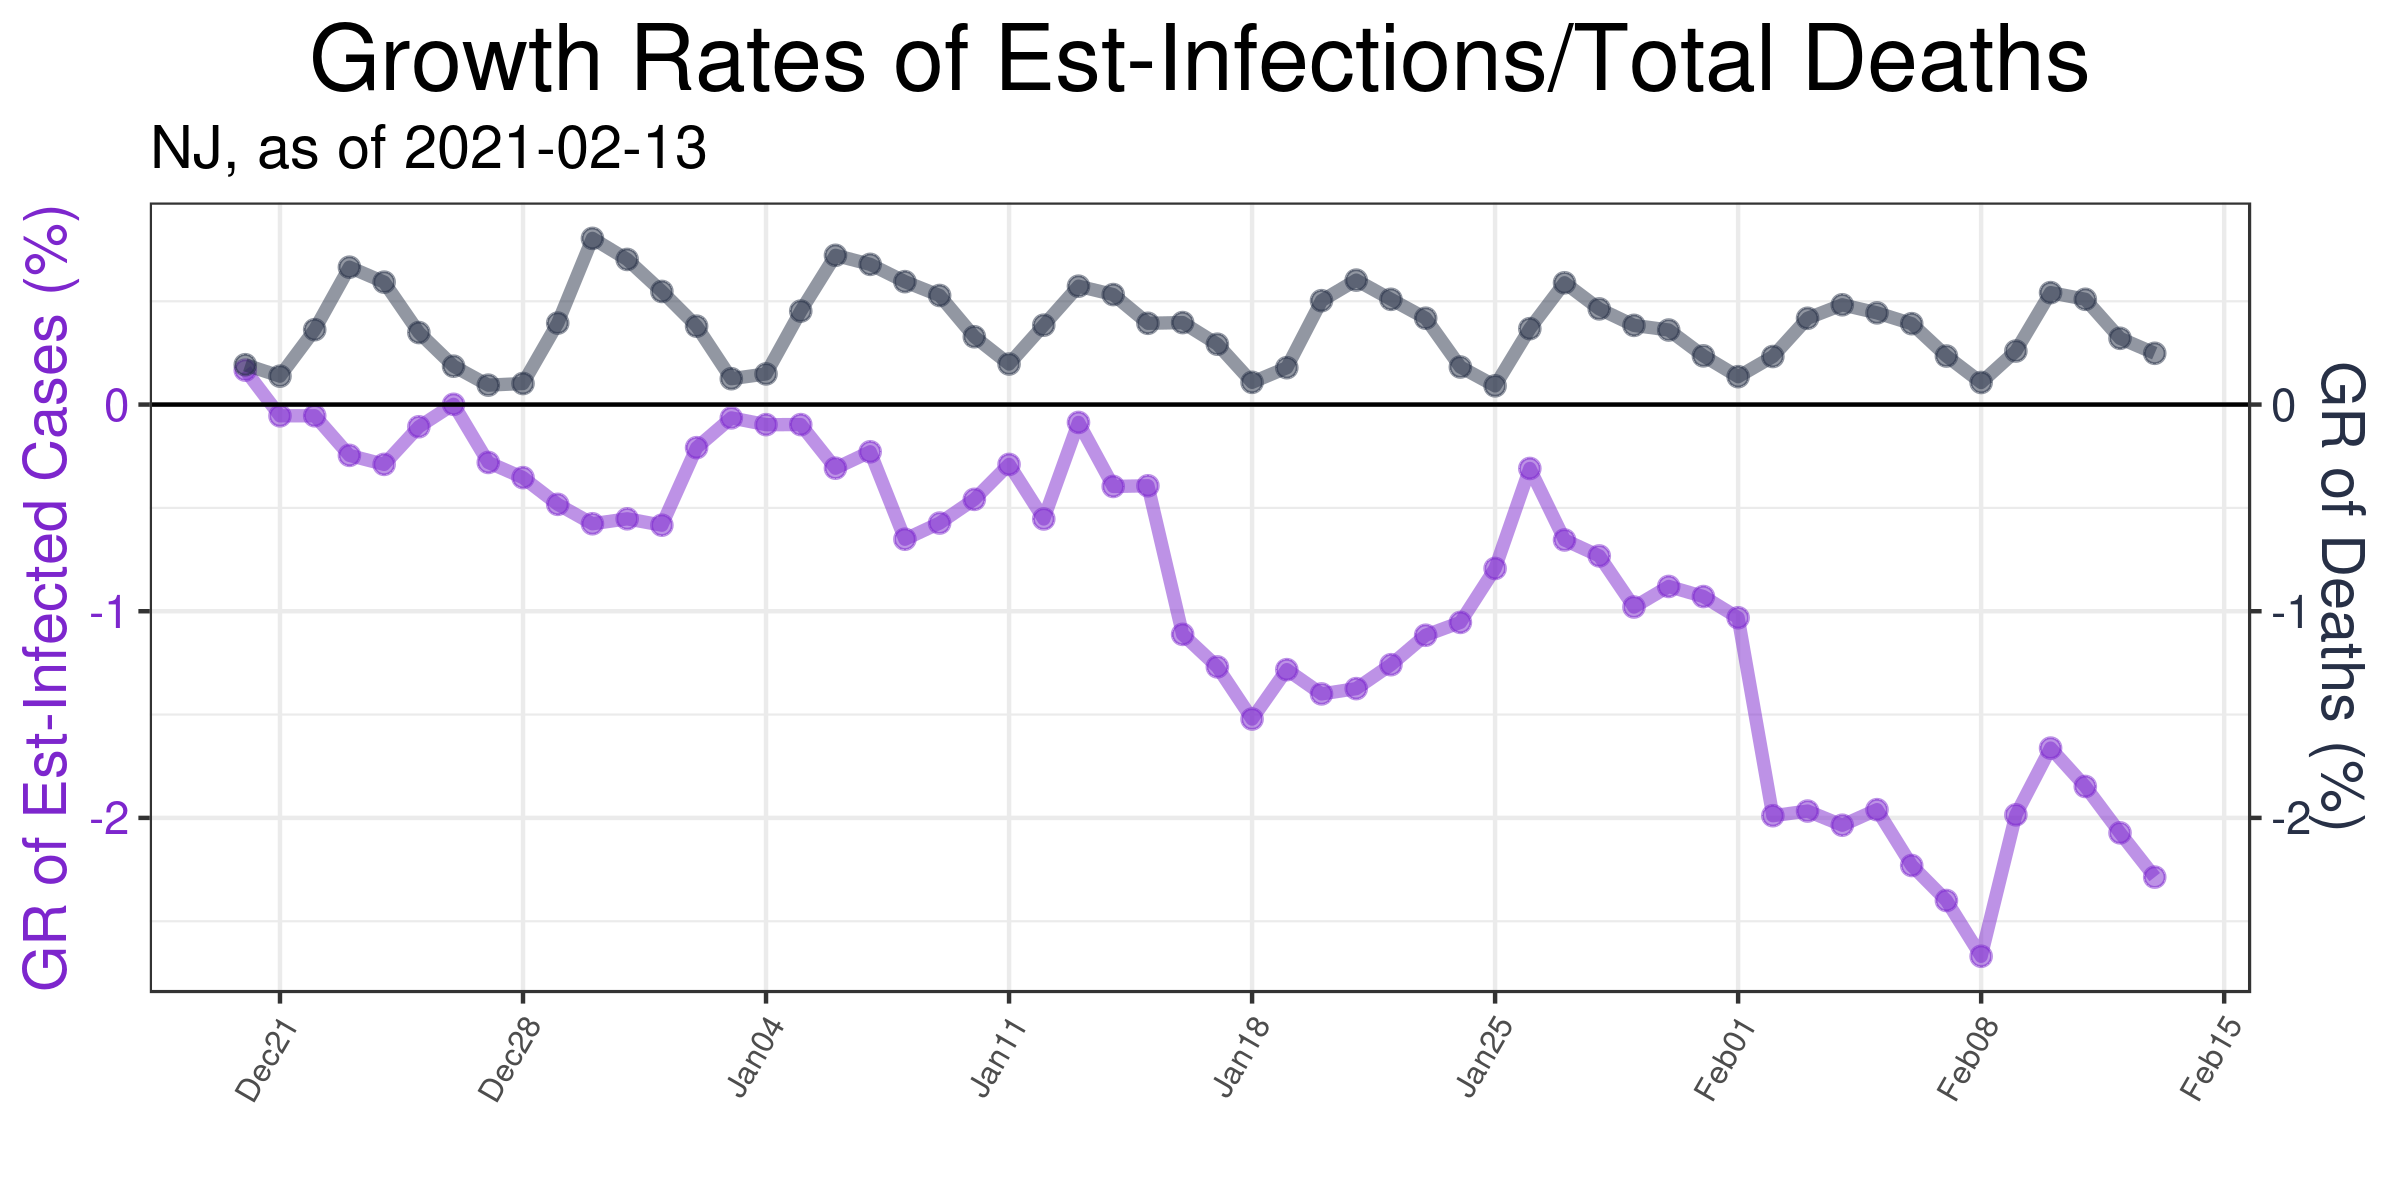 Growth Rates of Est-Infections/Total Deaths
NJ, as of 2021-02-13
GR of Est-Infected Cases (%)
0
-1
-2
0
-1
-2
GR of Deaths (%)
Dec21
Dec28
Jan04
Jan11
Jan18
Jan25
Feb01
Feb08
Feb15